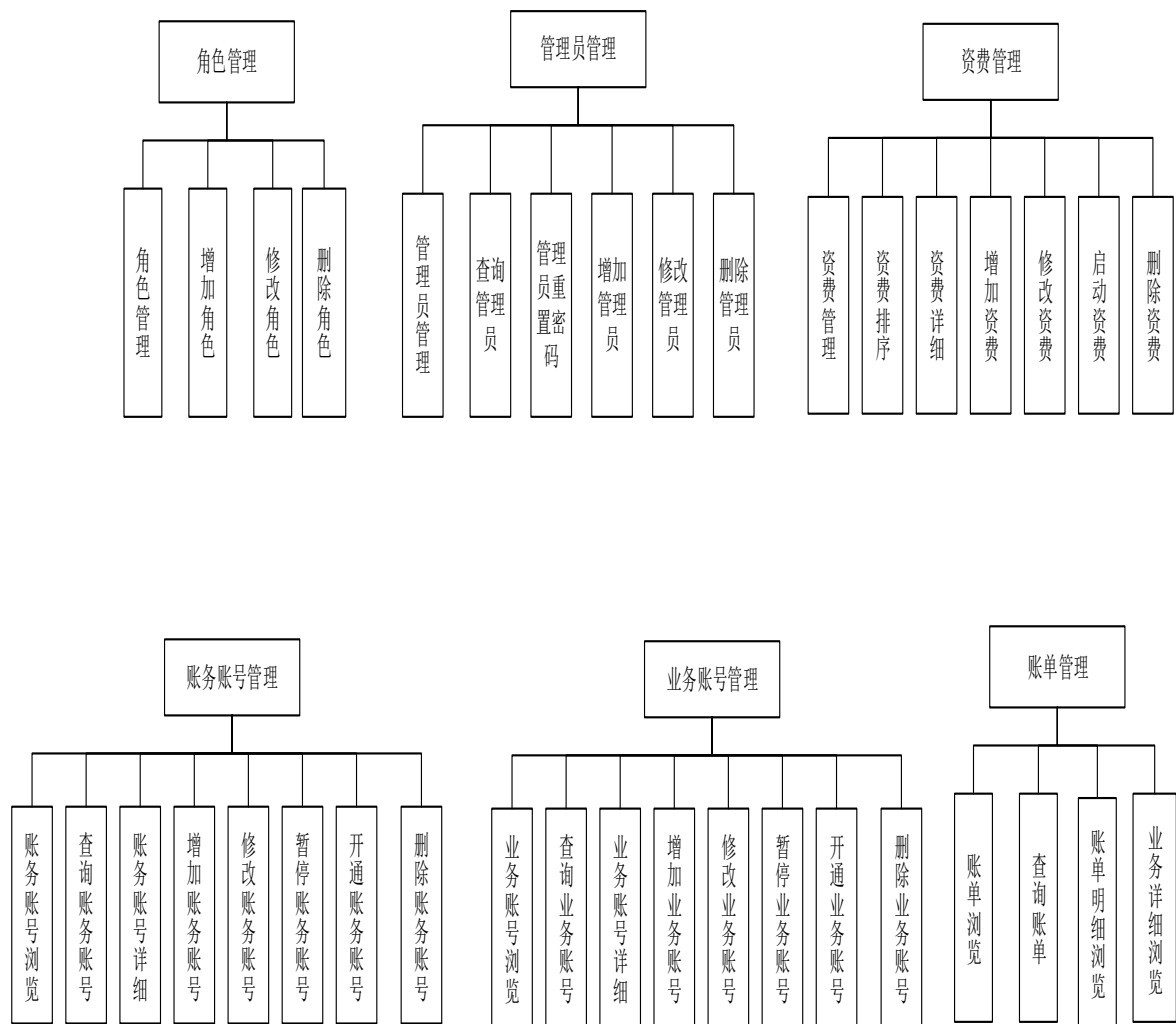 角色管理
管理员管理
资费管理
角色管理
增加角色
修改角色
删除角色
管理员管理
查询
管理
员
管理
员重
置密
码
增加
管理
员
修改
管理
员
删除
管理
员
资费管理
资费排序
资费详细
增加资费
修改资费
启动资费
删除资费
账务账号管理
业务账号管理
账单管理
账务账号浏览
查询账务账号
账务账号详细
增加账务账号
修改账务账号
暂停账务账号
开通账务账号
删除账务账号
业务账号浏览
查询业务账号
业务账号详细
增加业务账号
修改业务账号
暂停业务账号
开通业务账号
删除业务账号
账单浏览
查询账单
账单明细浏览
业务详细浏览